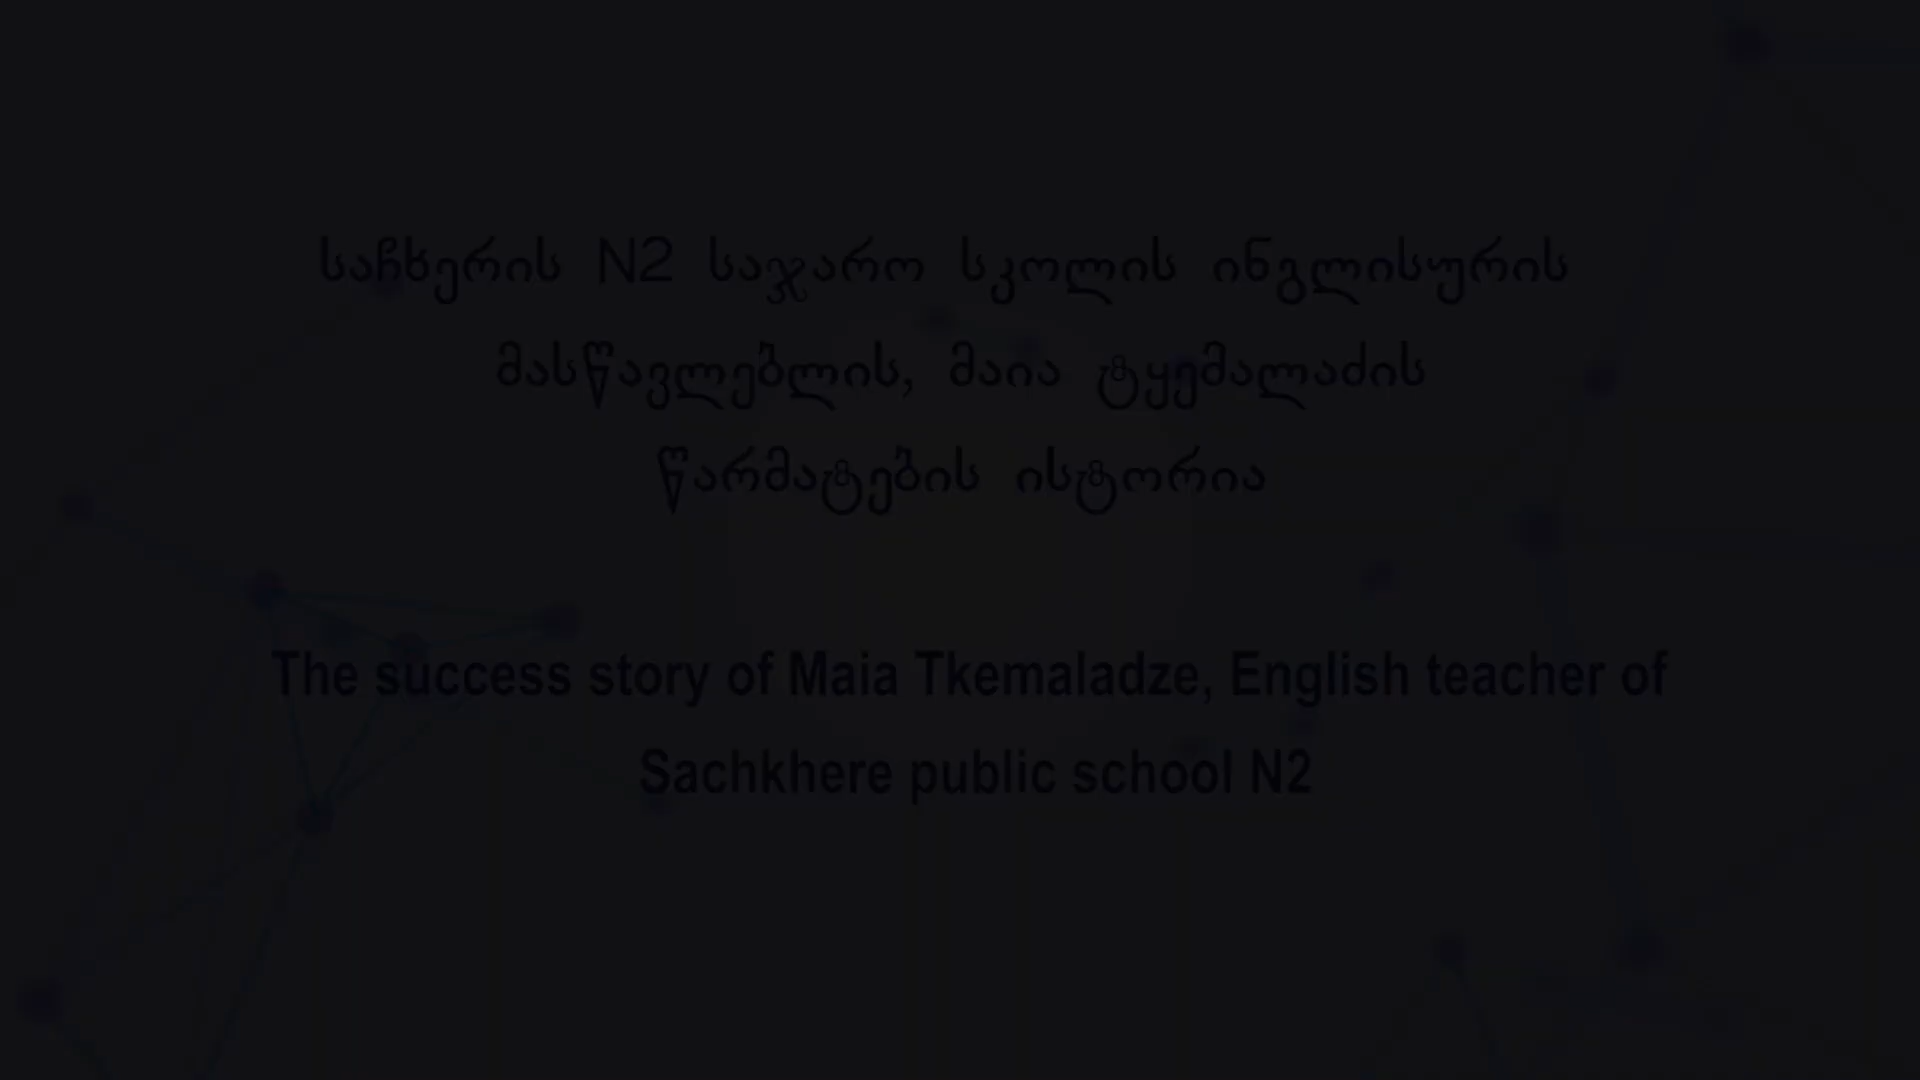 საჩხერის N2 საჯარო სკოლის ინგლისურის
მასწავლებლის, მაია ტყემალაძის
წარმატების ისტორია
The success story of Maia Tkemaladze, English teacher of
Sachkhere public school N2